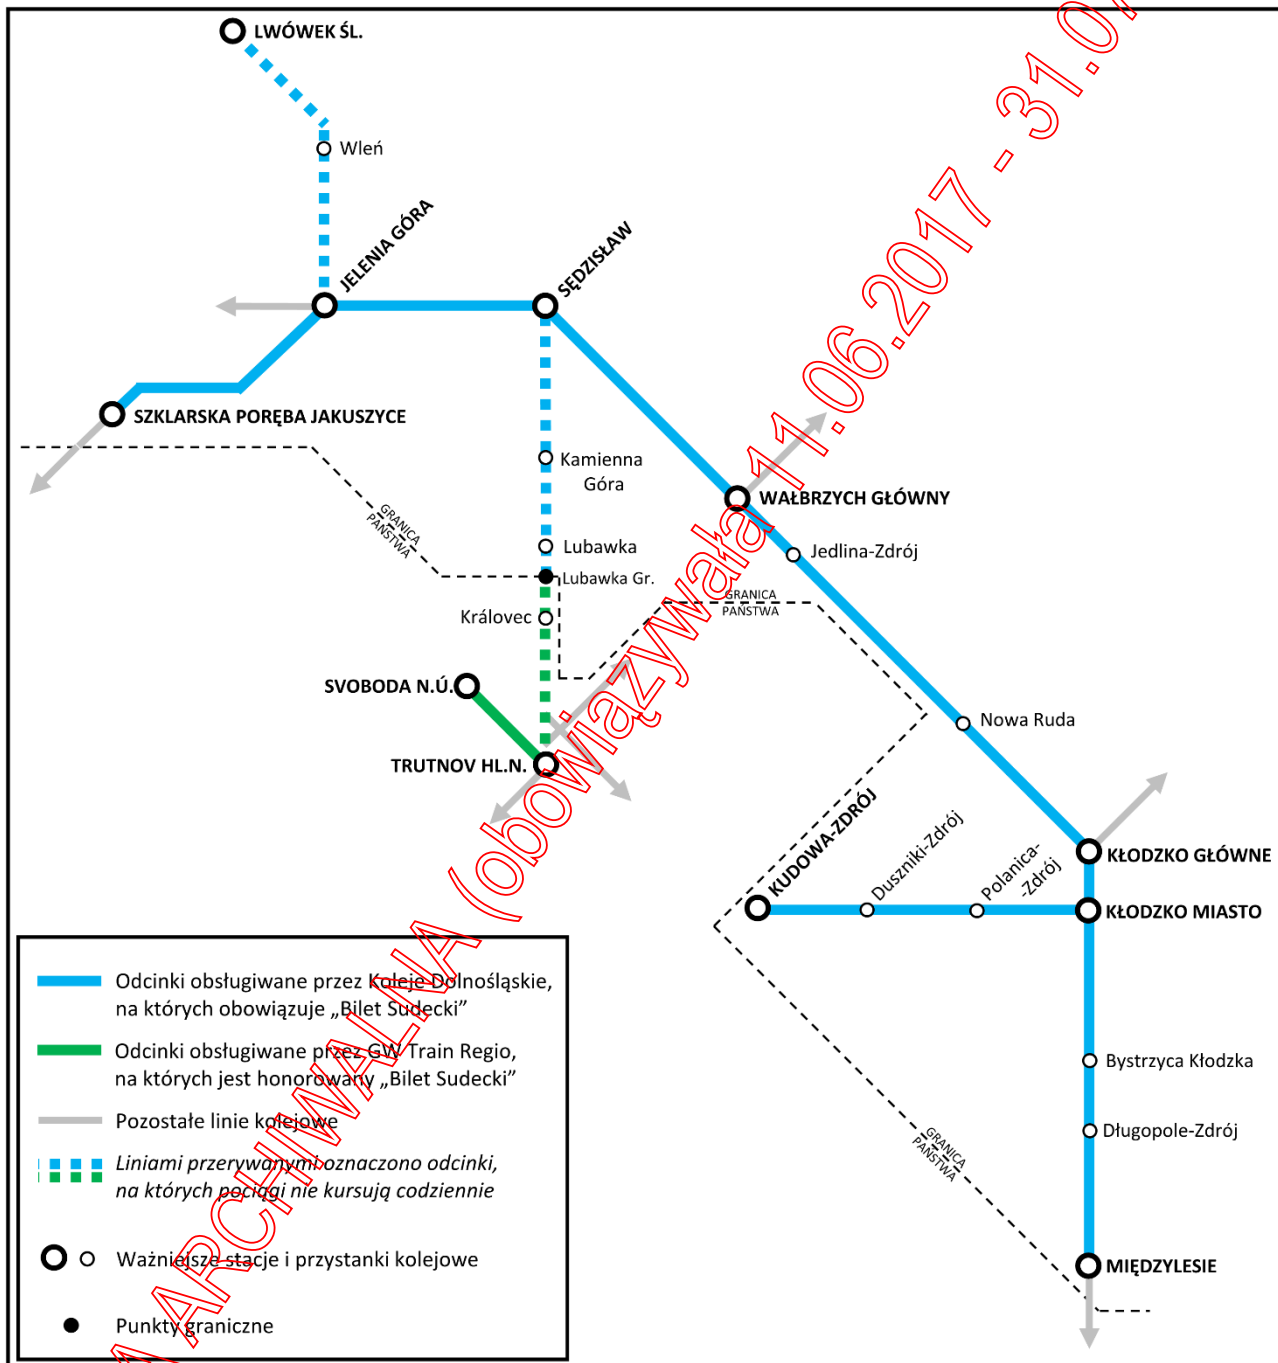 LWÓWEK ŚL.
Wleń
JELENIA GÓRA
SĘDZISŁAW
SZKLARSKA PORĘBA JAKUSZYCE
Kamienna
Góra
GRANICA
PAŃSTWA
WAŁBRZYCH GŁÓWNY
Lubawka
Jedlina-Zdrój
Lubawka Gr.
GRANICA
PAŃSTWA
Královec
SVOBODA N.Ú.
Nowa Ruda
TRUTNOV HL.N.
KUDOWA-ZDRÓJ
Duszniki-Zdrój
Polanica-
-Zdrój
KŁODZKO GŁÓWNE
KŁODZKO MIASTO
Bystrzyca Kłodzka
Długopole-Zdrój
GRANICA
PAŃSTWA
MIĘDZYLESIE
Odcinki obsługiwane przez Koleje Dolnośląskie,
na których obowiązuje „Bilet Sudecki”
Odcinki obsługiwane przez GW Train Regio,
na których jest honorowany „Bilet Sudecki”
Pozostałe linie kolejowe
Liniami przerywanymi oznaczono odcinki,
na których pociągi nie kursują codziennie
Ważniejsze stacje i przystanki kolejowe
Punkty graniczne
ARCHIWALNA (obowiązywała 11.06.2017 - 31.0